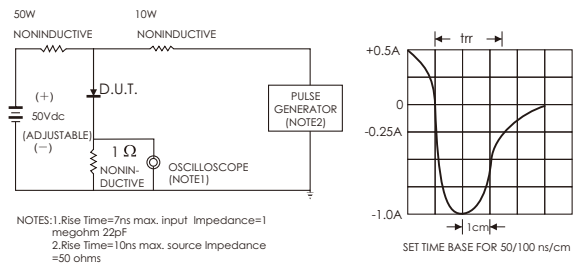 50W
10W
NONINDUCTIVE
NONINDUCTIVE
D.U.T.
(+)
50Vdc
(ADJUSTABLE)
(−)
1 Ω
NONIN-
DUCTIVE
OSCILLOSCOPE
(NOTE1)
PULSE
GENERATOR
(NOTE2)
NOTES:1.Rise Time=7ns max. input Impedance=1
megohm 22pF
2.Rise Time=10ns max. source Impedance
=50 ohms
trr
+0.5A
0
-0.25A
-1.0A
1cm
SET TIME BASE FOR 50/100 ns/cm